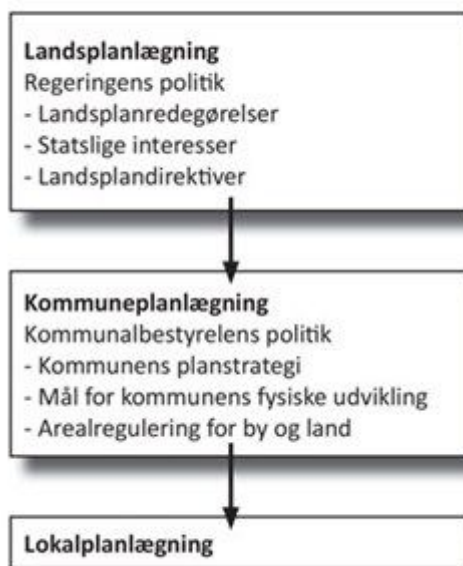 Landsplanlægning
Regeringens politik
- Landsplanredegørelser
- Statslige interesser
- Landsplandirektiver
Kommuneplanlægning
Kommunalbestyrelens politik
- Kommunens planstrategi
- Mål for kommunens fysiske udvikling
- Arealregulering for by og land
Lokalplanlægning